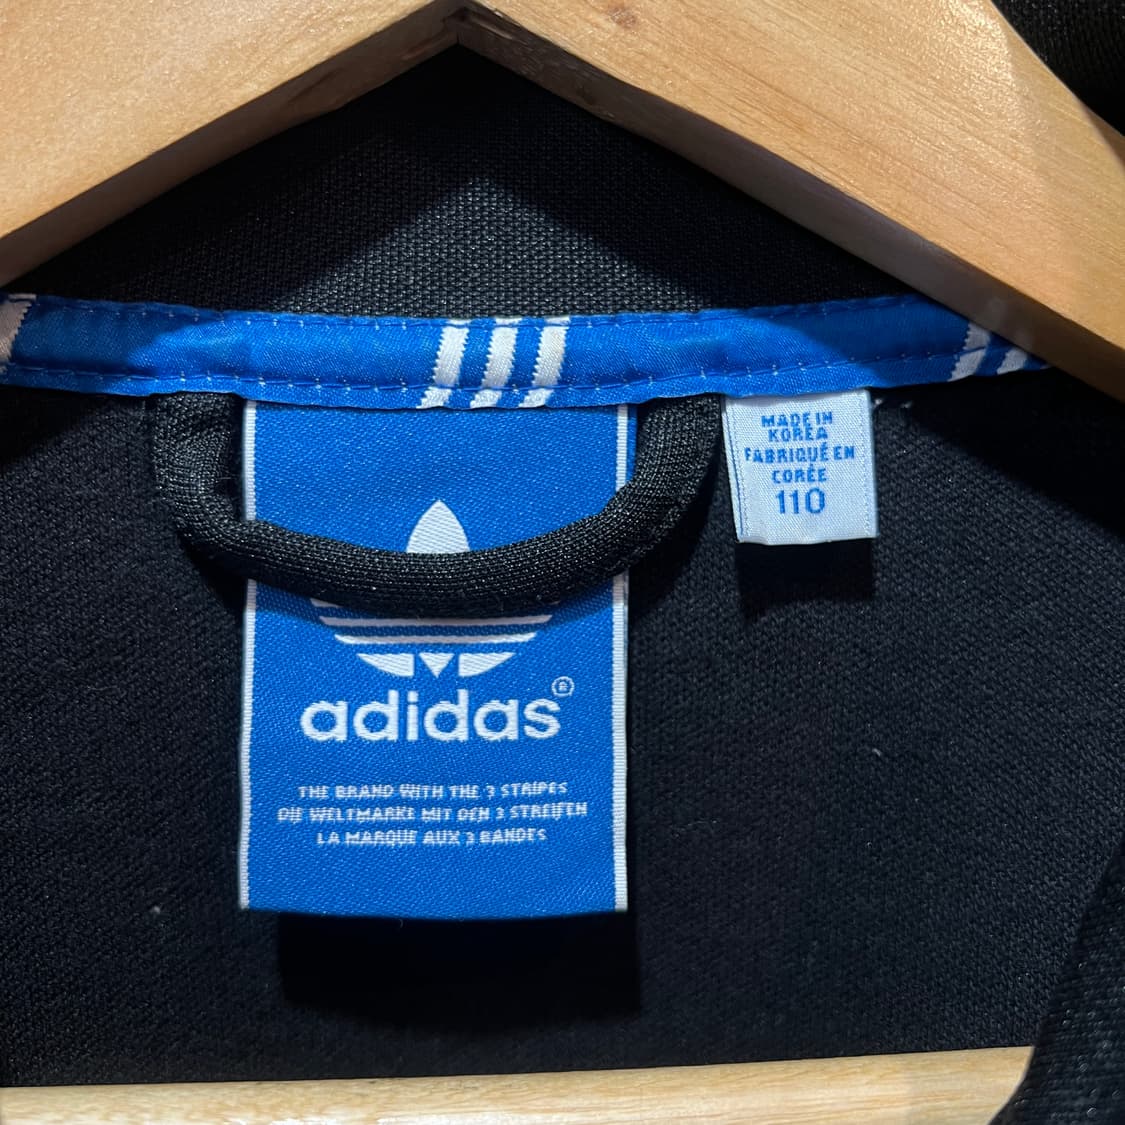 MADE IN
KOREA
FABRIQUÉ EN
CORÉE
110
adidas®
THE BRAND WITH THE 3 STRIPES
DIE WELTMARKE MIT DEN 3 STREIFEN
LA MARQUE AUX 3 BANDES